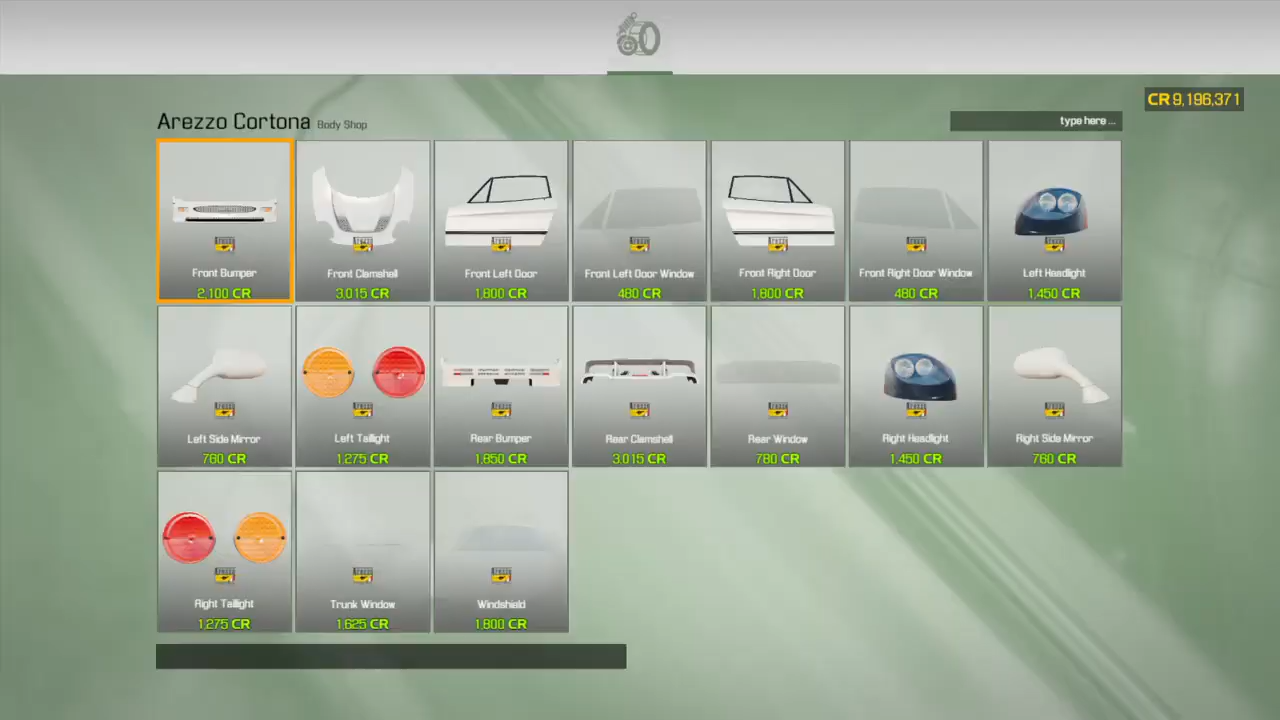 CR 9,196,371
Arezzo Cortona Body Shop
type here ...
Front Bumper
2,100 CR
Front Clamshell
3,015 CR
Front Left Door
1,800 CR
Front Left Door Window
480 CR
Front Right Door
1,800 CR
Front Right Door Window
480 CR
Left Headlight
1,450 CR
Left Side Mirror
760 CR
Left Taillight
1,275 CR
Rear Bumper
1,850 CR
Rear Clamshell
3,015 CR
Rear Window
780 CR
Right Headlight
1,450 CR
Right Side Mirror
760 CR
Right Taillight
1,275 CR
Trunk Window
1,625 CR
Windshield
1,800 CR